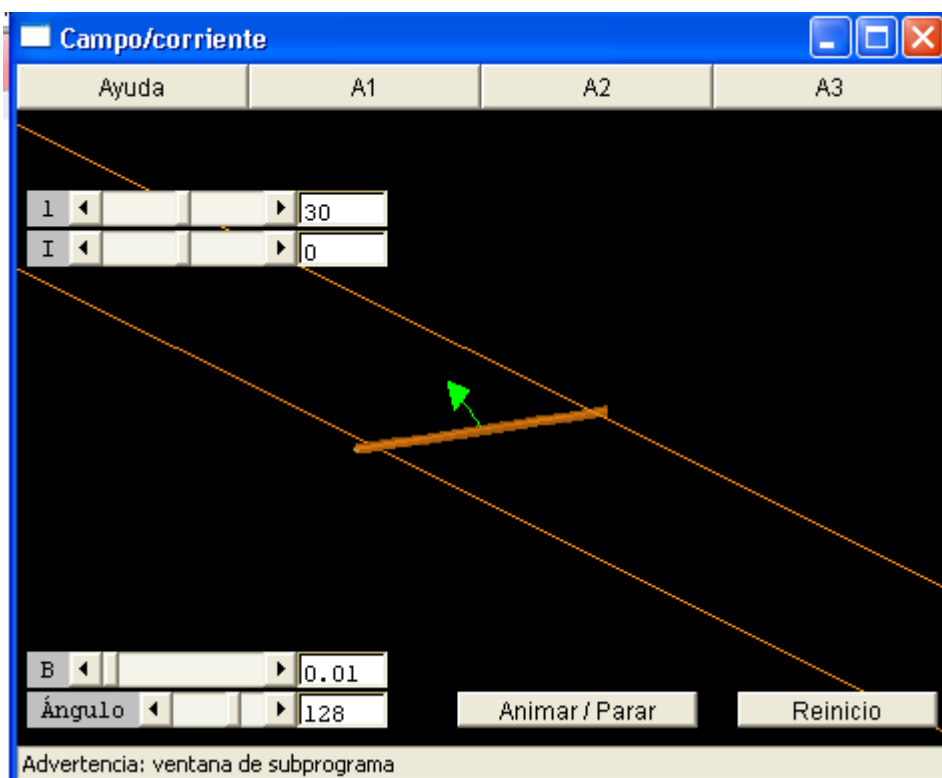 Campo/corriente
Ayuda A1 A2 A3
l 30
I 0
B 0.01
Ángulo 128 Animar / Parar Reinicio
Advertencia: ventana de subprograma